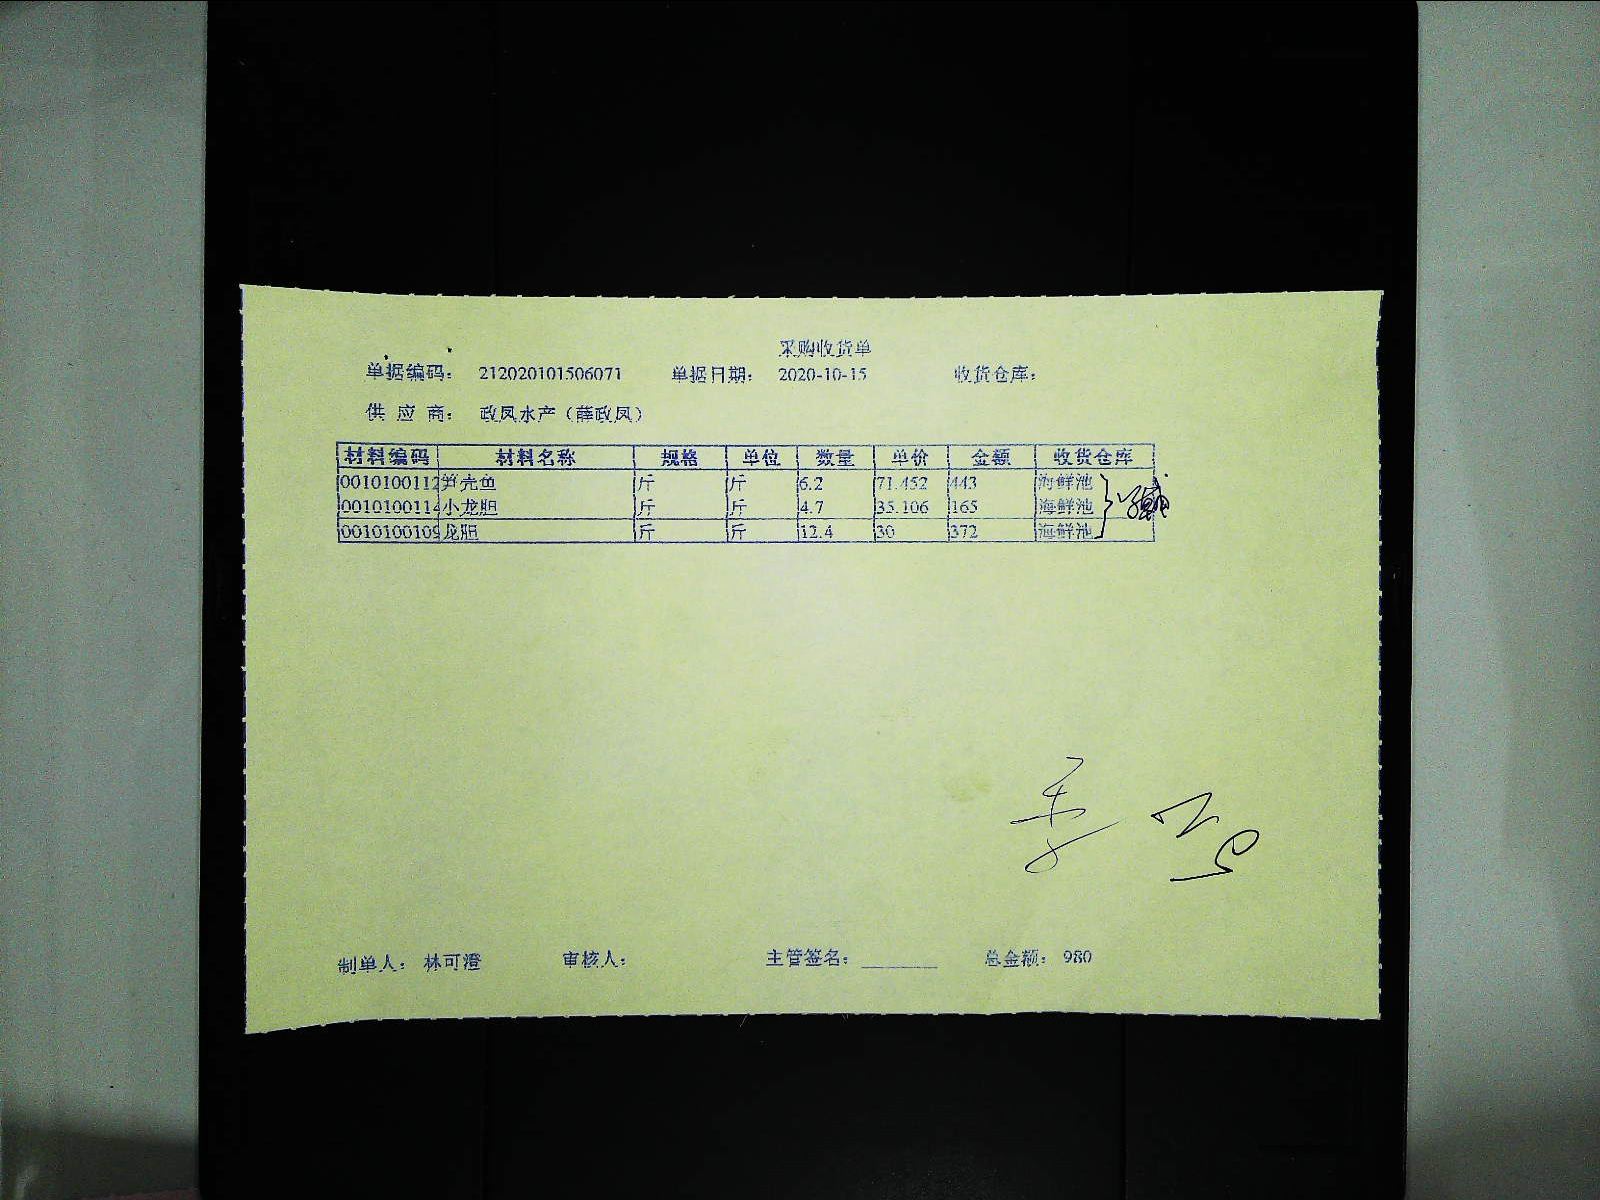 采购收货单
单据编码： 212020101506071 单据日期： 2020-10-15 收货仓库：
供 应 商： 政凤水产（薛政凤）
材料编码 材料名称 规格 单位 数量 单价 金额 收货仓库
0010100112 笋壳鱼 斤 斤 6.2 71.452 443 海鲜池
0010100114 小龙胆 斤 斤 4.7 35.106 165 海鲜池
0010100109 龙胆 斤 斤 12.4 30 372 海鲜池
制单人： 林可澄 审核人： 主管签名：________ 总金额： 980